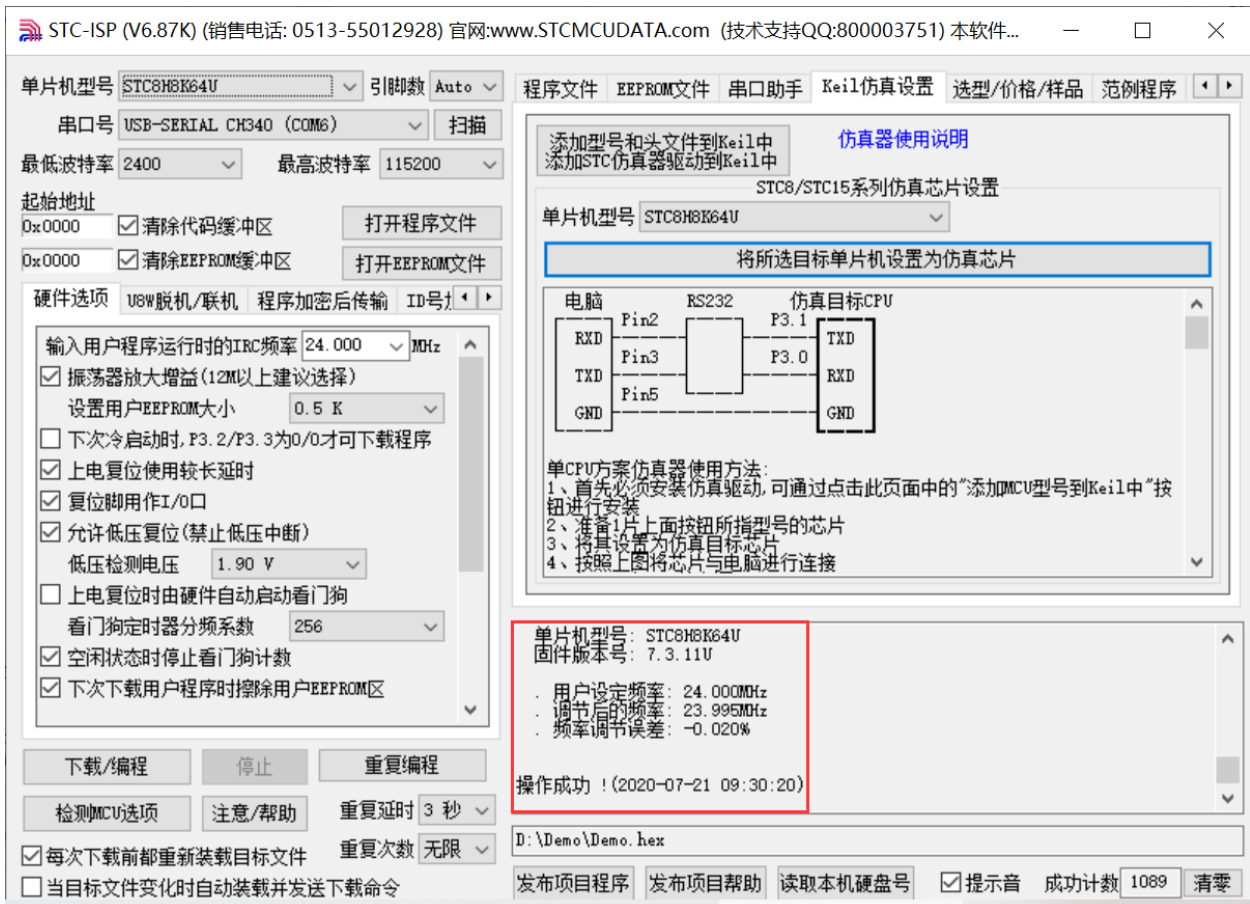 STC-ISP (V6.87K) (销售电话: 0513-55012928) 官网:www.STCMCUDATA.com (技术支持QQ:800003751) 本软件...
单片机型号 STC8H8K64U 引脚数 Auto
串口号 USB-SERIAL CH340 (COM6) 扫描
最低波特率 2400 最高波特率 115200
起始地址
0x0000 清除代码缓冲区 打开程序文件
0x0000 清除EEPROM缓冲区 打开EEPROM文件
硬件选项 U8W脱机/联机 程序加密后传输 ID号
输入用户程序运行时的IRC频率 24.000 MHz
振荡器放大增益(12M以上建议选择)
设置用户EEPROM大小 0.5 K
下次冷启动时,P3.2/P3.3为0/0才可下载程序
上电复位使用较长延时
复位脚用作I/O口
允许低压复位(禁止低压中断)
低压检测电压 1.90 V
上电复位时由硬件自动启动看门狗
看门狗定时器分频系数 256
空闲状态时停止看门狗计数
下次下载用户程序时擦除用户EEPROM区
下载/编程 停止 重复编程
检测MCU选项 注意/帮助 重复延时 3 秒
每次下载前都重新装载目标文件 重复次数 无限
当目标文件变化时自动装载并发送下载命令
程序文件 EEPROM文件 串口助手 Keil仿真设置 选型/价格/样品 范例程序
添加型号和头文件到Keil中
添加STC仿真器驱动到Keil中
仿真器使用说明
STC8/STC15系列仿真芯片设置
单片机型号 STC8H8K64U
将所选目标单片机设置为仿真芯片
电脑 RS232 仿真目标CPU
Pin2 P3.1
RXD TXD
Pin3 P3.0
TXD RXD
Pin5
GND GND
单CPU方案仿真器使用方法:
1、首先必须安装仿真驱动,可通过点击此页面中的"添加MCU型号到Keil中"按
钮进行安装
2、准备1片上面按钮所指型号的芯片
3、将其设置为仿真目标芯片
4、按照上图将芯片与电脑进行连接
单片机型号: STC8H8K64U
固件版本号: 7.3.11U
. 用户设定频率: 24.000MHz
. 调节后的频率: 23.995MHz
. 频率调节误差: -0.020%
操作成功 !(2020-07-21 09:30:20)
D:\Demo\Demo.hex
发布项目程序 发布项目帮助 读取本机硬盘号 提示音 成功计数 1089 清零